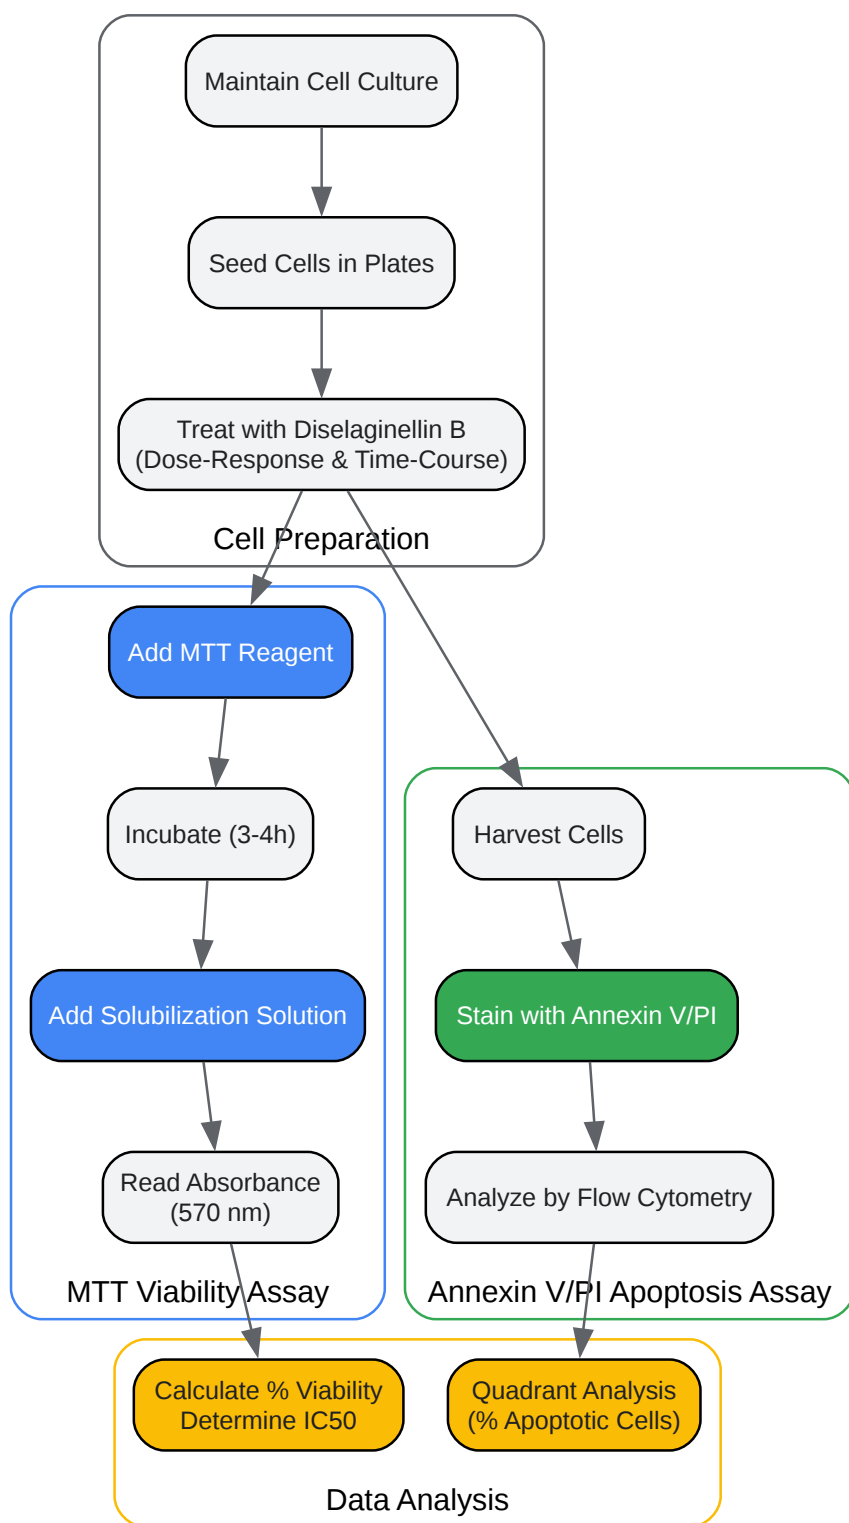 Maintain Cell Culture
Seed Cells in Plates
Treat with Diselaginellin B
(Dose-Response & Time-Course)
Cell Preparation
Add MTT Reagent
Incubate (3-4h)
Add Solubilization Solution
Read Absorbance
(570 nm)
MTT Viability Assay
Harvest Cells
Stain with Annexin V/PI
Analyze by Flow Cytometry
Annexin V/PI Apoptosis Assay
Calculate % Viability
Determine IC50
Quadrant Analysis
(% Apoptotic Cells)
Data Analysis